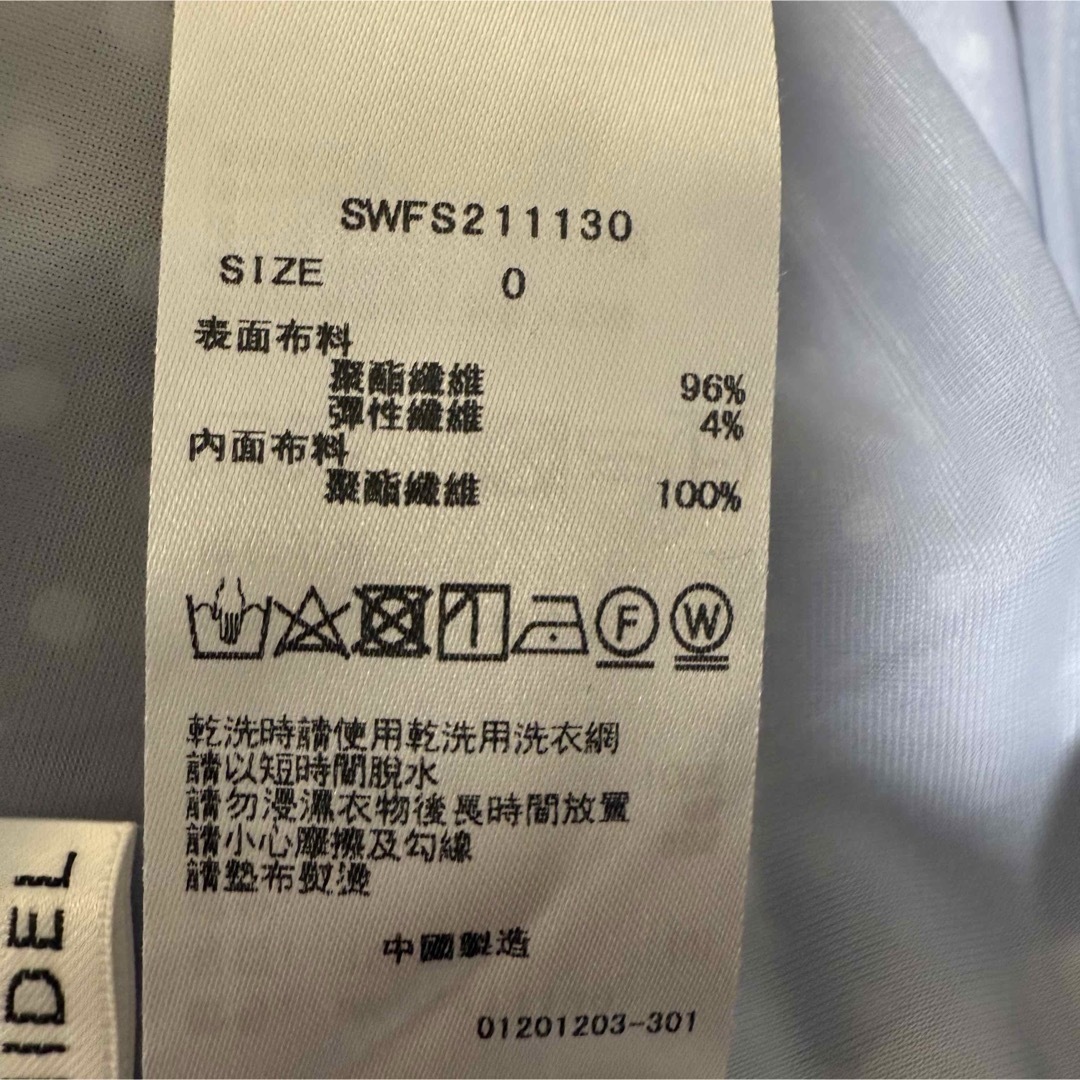 SWFS211130
SIZE 0
表面布料
聚酯纖維 96%
彈性纖維 4%
內面布料
聚酯纖維 100%
F W
乾洗時請使用乾洗用洗衣網
請以短時間脫水
請勿浸濕衣物後長時間放置
請小心摩擦及勾線
請墊布熨燙
中國製造
01201203-301
IDEL